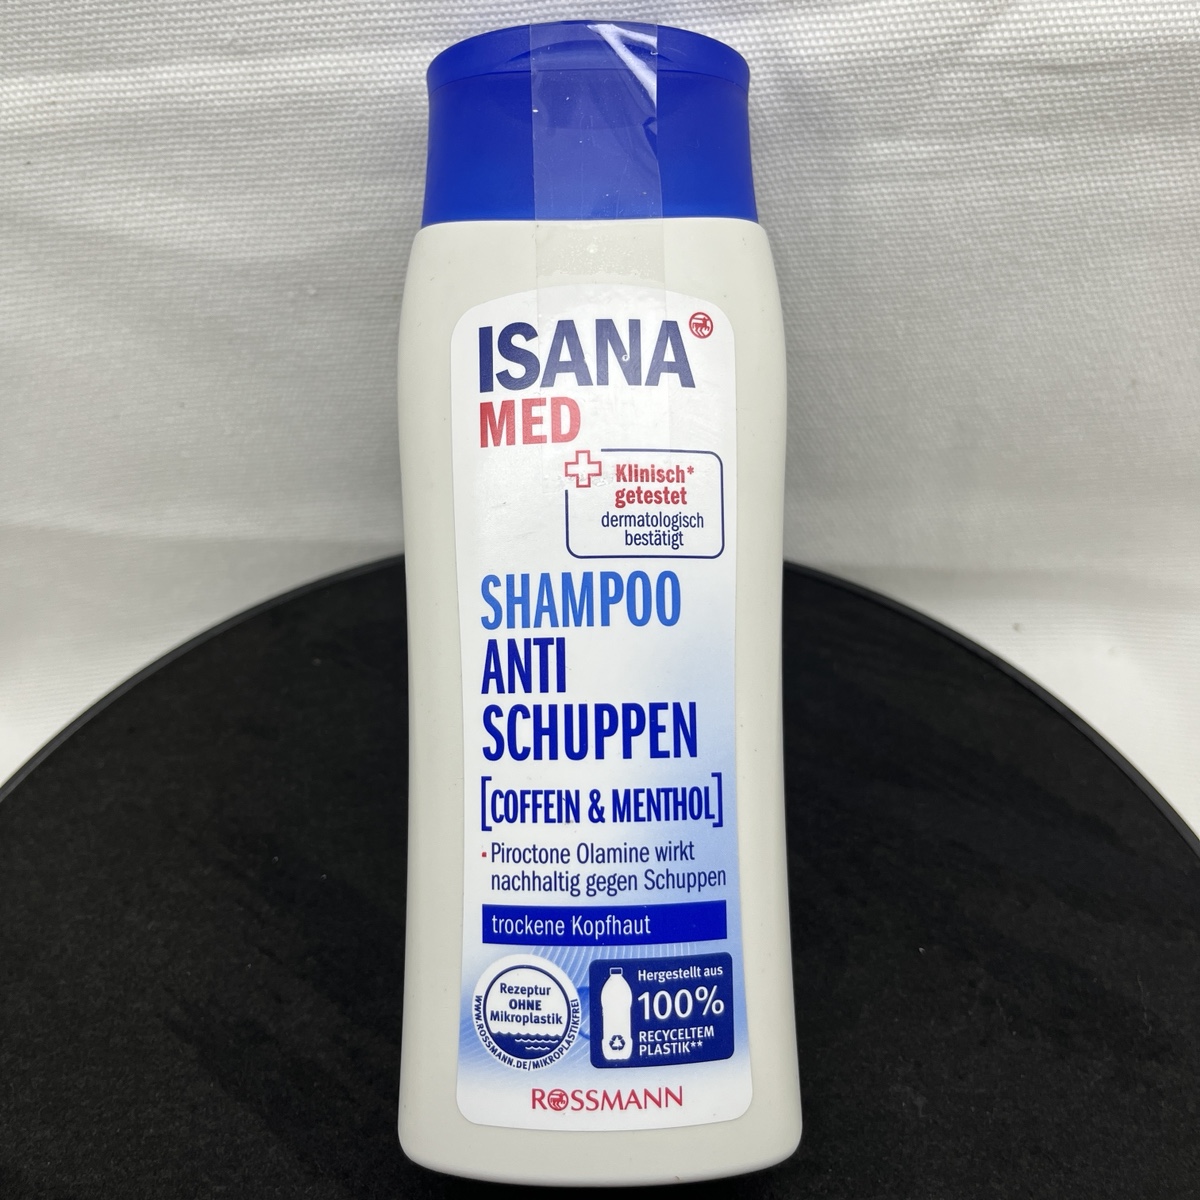 ISANA
MED
Klinisch*
getestet
dermatologisch
bestätigt
SHAMPOO
ANTI
SCHUPPEN
[COFFEIN & MENTHOL]
• Piroctone Olamine wirkt
nachhaltig gegen Schuppen
trockene Kopfhaut
Rezeptur
OHNE
Mikroplastik
WWW.ROSSMANN.DE/MIKROPLASTIKFREI
Hergestellt aus
100%
RECYCELTEM
PLASTIK**
ROSSMANN